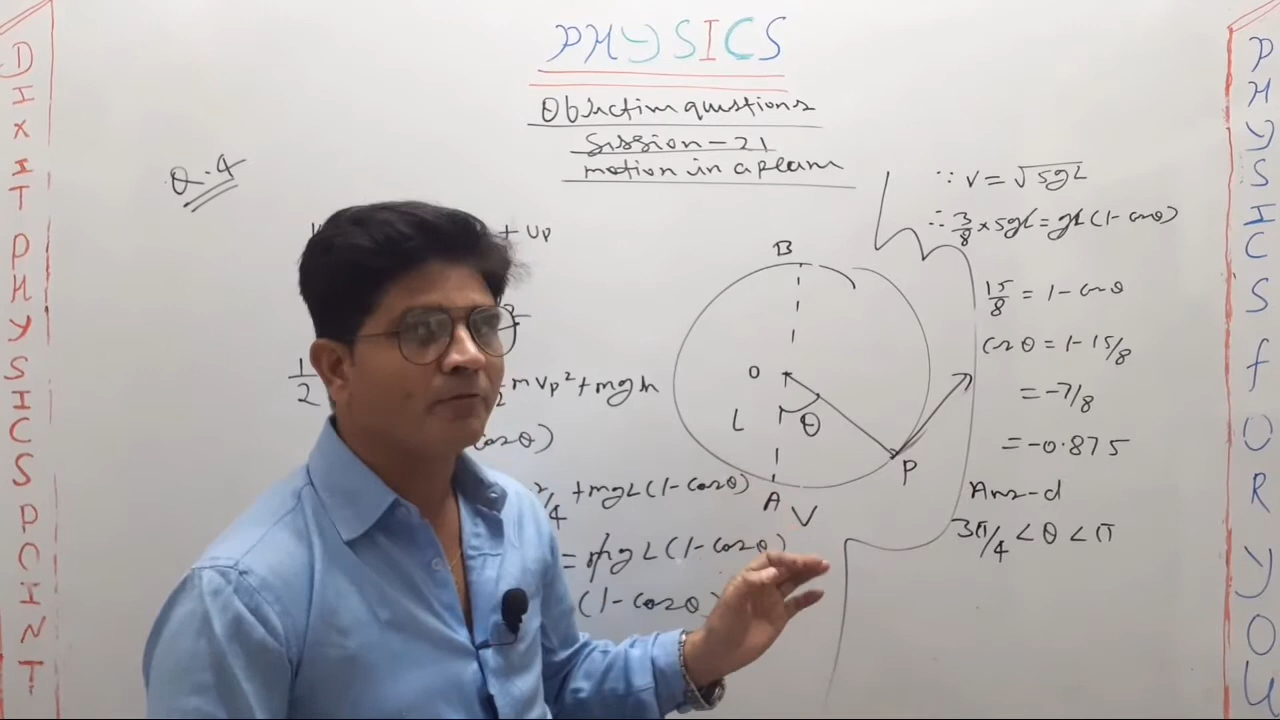 DIXIT PHYSICS POINT
PHYSICS
Objective questions
Session-21
motion in a plane
Q.4
+ Up
1/2
mvp² + mgh
cosθ)
/4 + mgL(1-cosθ)
= mgL(1-cosθ)
(1-cosθ)
B
O
L
θ
P
A
V
∵ v = √5gL
∴ 3/8 × 5gL = gL(1-cosθ)
15/8 = 1-cosθ
cosθ = 1-15/8
= -7/8
= -0.875
Ans-d
3π/4 < θ < π
PHYSICS fOR yOU